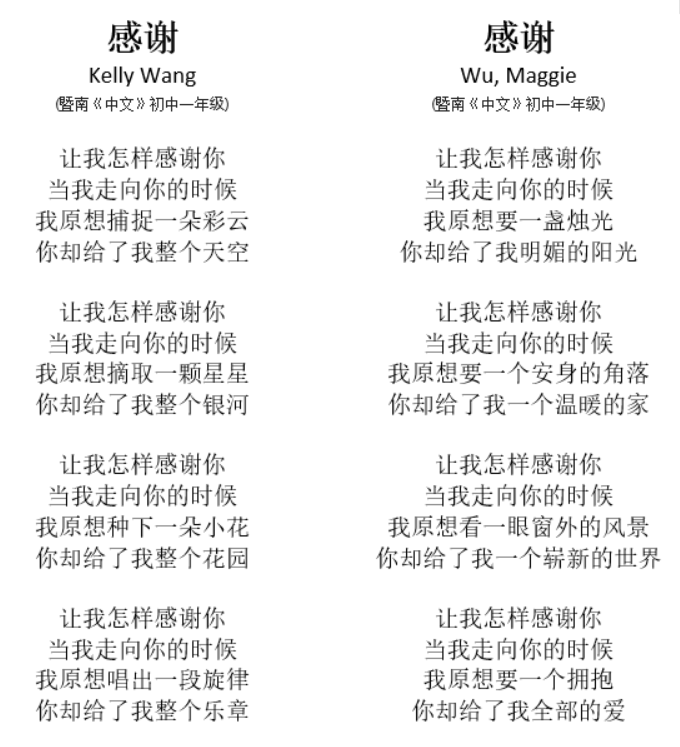 感谢
Kelly Wang
(暨南《中文》初中一年级)
让我怎样感谢你
当我走向你的时候
我原想捕捉一朵彩云
你却给了我整个天空
让我怎样感谢你
当我走向你的时候
我原想摘取一颗星星
你却给了我整个银河
让我怎样感谢你
当我走向你的时候
我原想种下一朵小花
你却给了我整个花园
让我怎样感谢你
当我走向你的时候
我原想唱出一段旋律
你却给了我整个乐章
感谢
Wu, Maggie
(暨南《中文》初中一年级)
让我怎样感谢你
当我走向你的时候
我原想要一盏烛光
你却给了我明媚的阳光
让我怎样感谢你
当我走向你的时候
我原想要一个安身的角落
你却给了我一个温暖的家
让我怎样感谢你
当我走向你的时候
我原想看一眼窗外的风景
你却给了我一个崭新的世界
让我怎样感谢你
当我走向你的时候
我原想要一个拥抱
你却给了我全部的爱